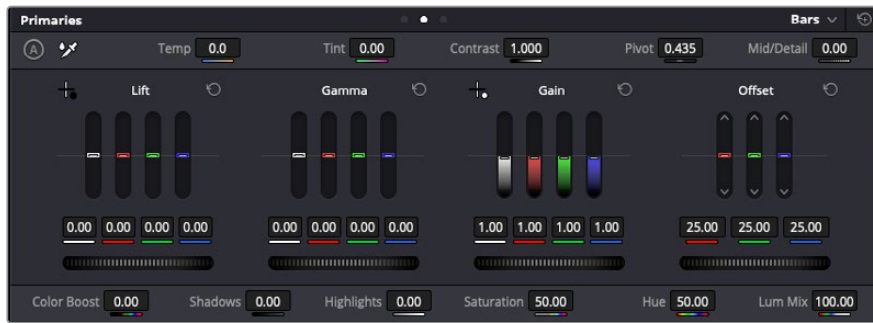 Primaries Bars
A Temp 0.0 Tint 0.00 Contrast 1.000 Pivot 0.435 Mid/Detail 0.00
Lift Gamma Gain Offset
0.00 0.00 0.00 0.00 0.00 0.00 0.00 0.00 1.00 1.00 1.00 1.00 25.00 25.00 25.00
Color Boost 0.00 Shadows 0.00 Highlights 0.00 Saturation 50.00 Hue 50.00 Lum Mix 100.00